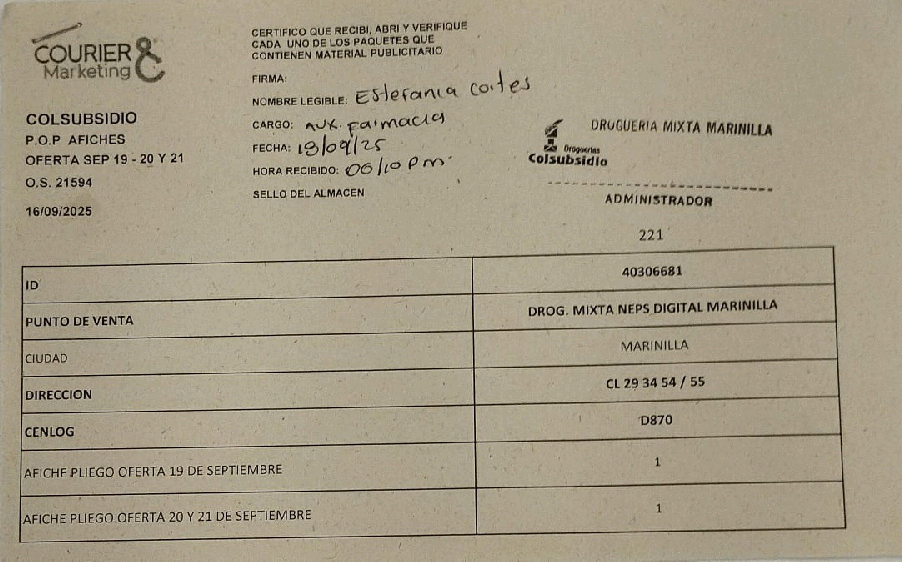 COURIER &
Marketing
COLSUBSIDIO
P.O.P AFICHES
OFERTA SEP 19 - 20 Y 21
O.S. 21594
16/09/2025
CERTIFICO QUE RECIBI, ABRI Y VERIFIQUE
CADA UNO DE LOS PAQUETES QUE
CONTIENEN MATERIAL PUBLICITARIO
FIRMA:
NOMBRE LEGIBLE: Estefania Cortes
CARGO: Aux. Farmacia
FECHA: 19/09/25
HORA RECIBIDO: 06/10 pm.
SELLO DEL ALMACEN
DROGUERIA MIXTA MARINILLA
Droguerías
Colsubsidio
ADMINISTRADOR
221
ID 40306681
PUNTO DE VENTA DROG. MIXTA NEPS DIGITAL MARINILLA
CIUDAD MARINILLA
DIRECCION CL 29 34 54 / 55
CENLOG D870
AFICHE PLIEGO OFERTA 19 DE SEPTIEMBRE 1
AFICHE PLIEGO OFERTA 20 Y 21 DE SEPTIEMBRE 1